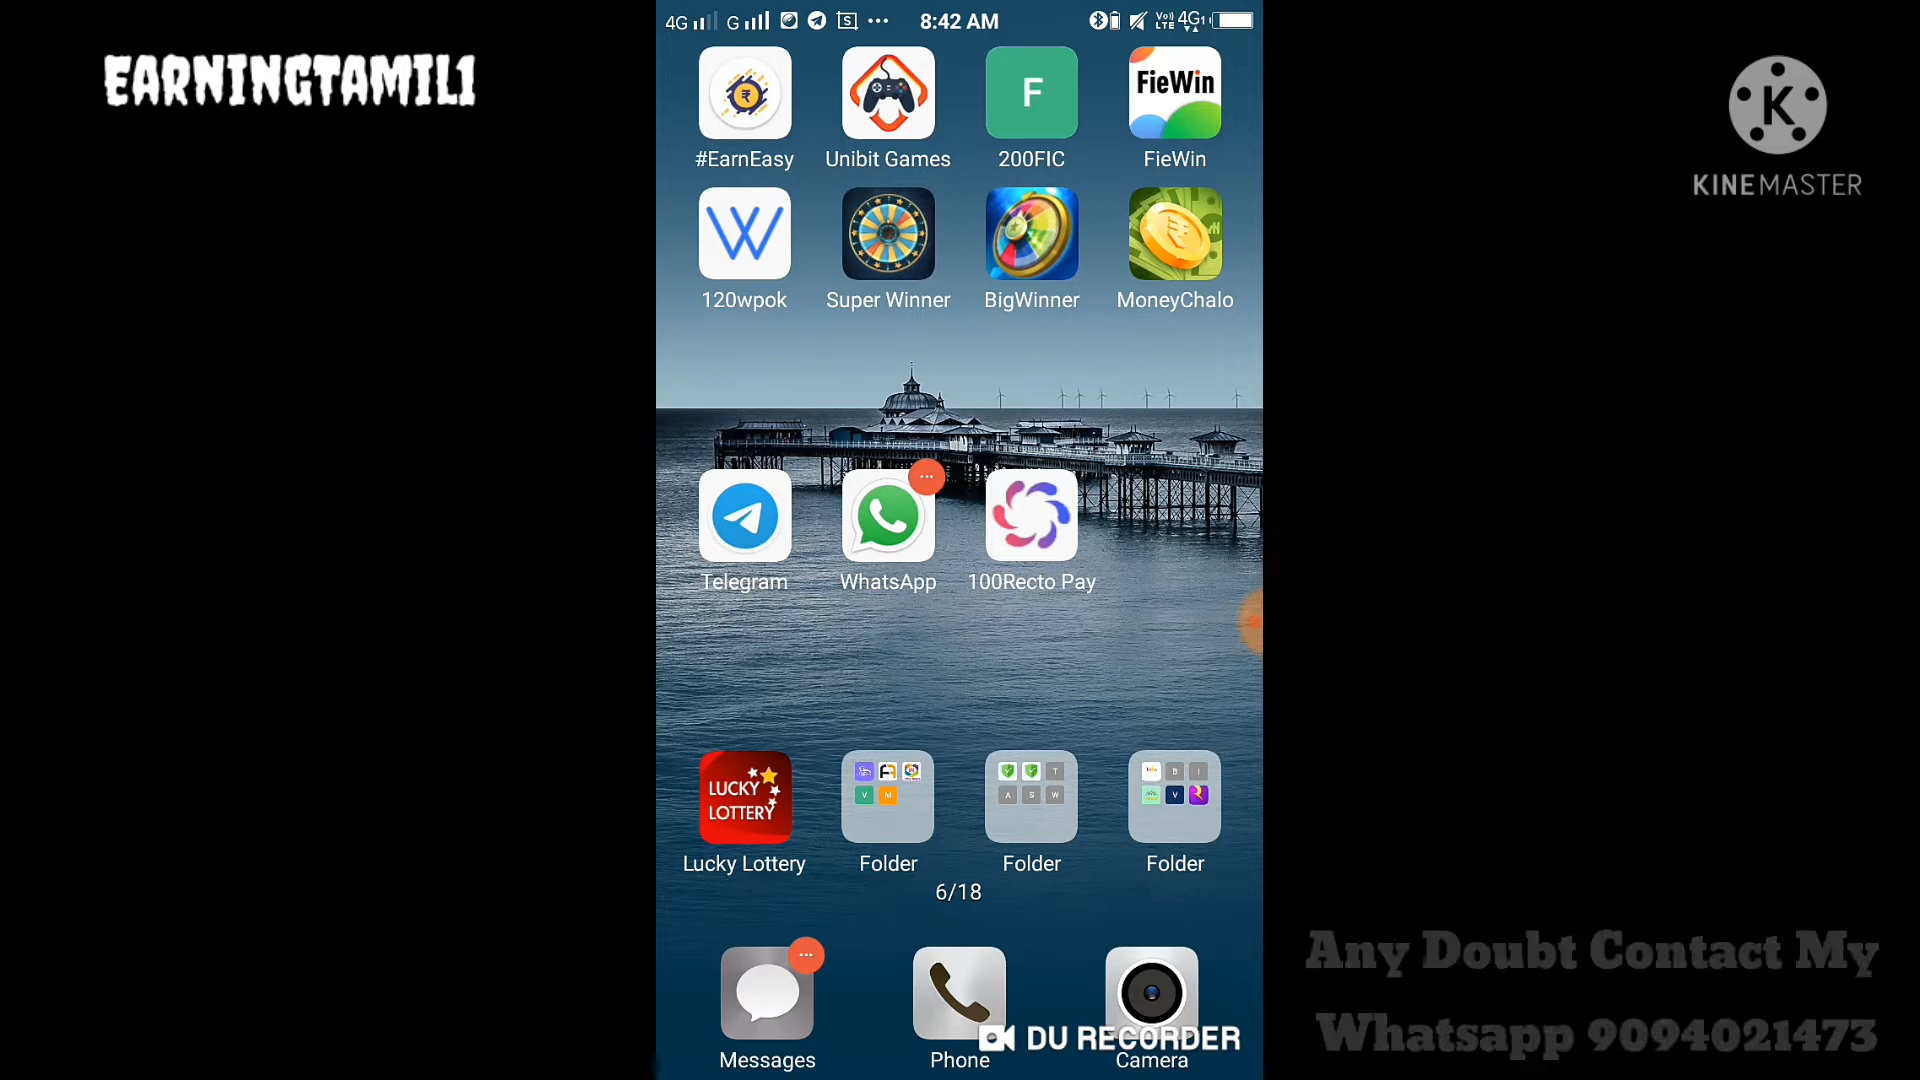 EARNINGTAMIL1
K
KINEMASTER
4G G S 8:42 AM Vo)) LTE 4G
₹ F FieWin
#EarnEasy Unibit Games 200FIC FieWin
W ₹
120wpok Super Winner BigWinner MoneyChalo
Telegram WhatsApp 100Recto Pay
LUCKY
LOTTERY
T B I
V M A S W V
Lucky Lottery Folder Folder Folder
6/18
Any Doubt Contact My
Whatsapp 9094021473
DU RECORDER
Messages Phone Camera